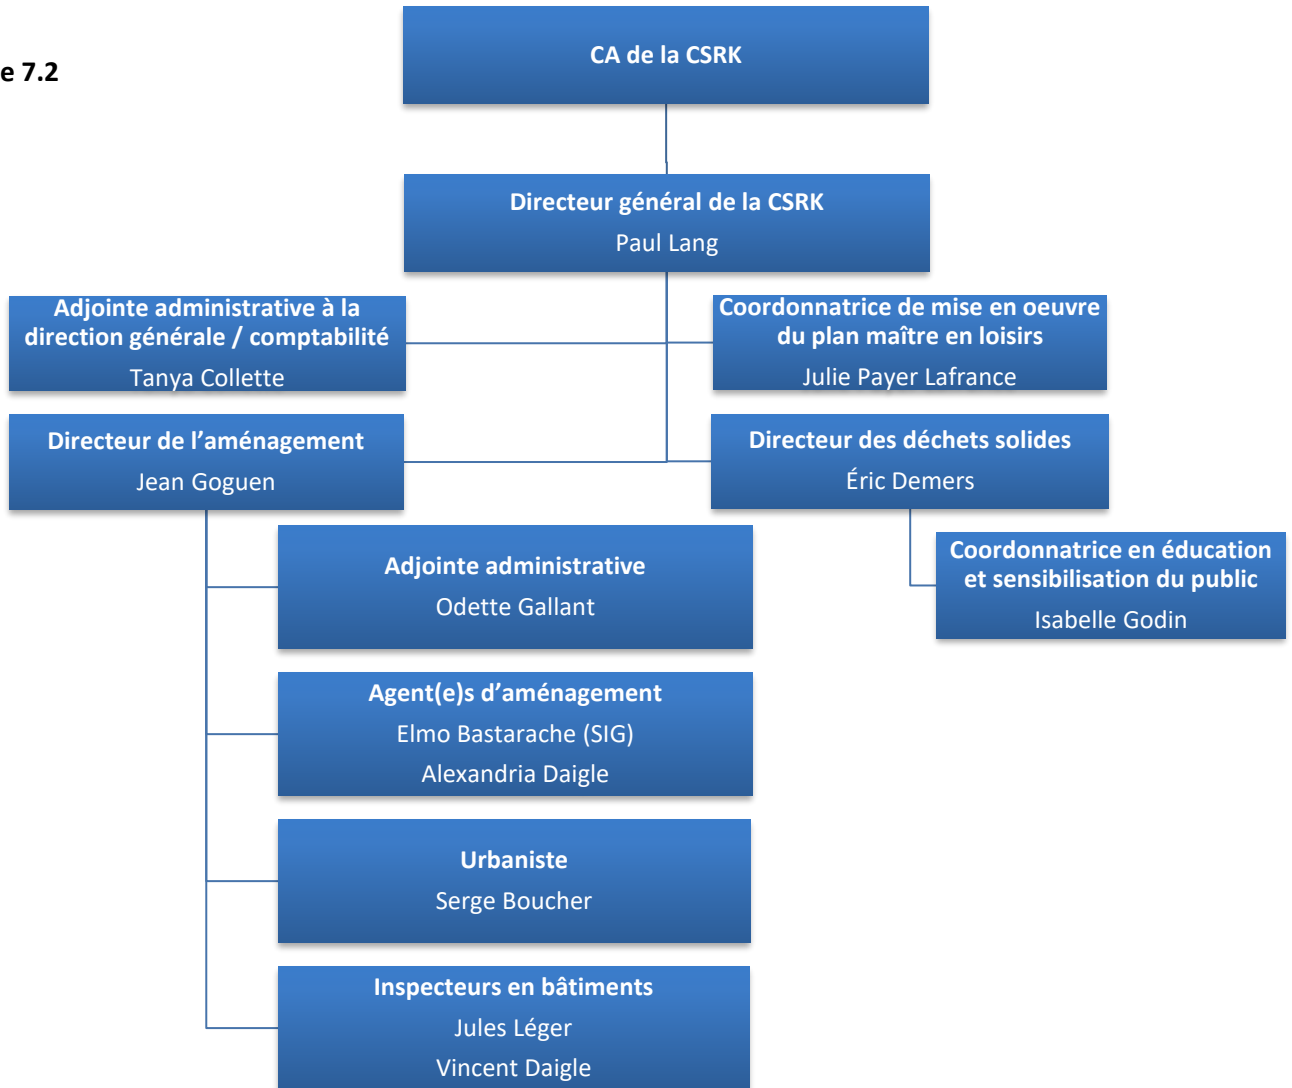 e 7.2
CA de la CSRK
Directeur général de la CSRK
Paul Lang
Adjointe administrative à la
direction générale / comptabilité
Tanya Collette
Coordonnatrice de mise en oeuvre
du plan maître en loisirs
Julie Payer Lafrance
Directeur de l’aménagement
Jean Goguen
Directeur des déchets solides
Éric Demers
Adjointe administrative
Odette Gallant
Coordonnatrice en éducation
et sensibilisation du public
Isabelle Godin
Agent(e)s d’aménagement
Elmo Bastarache (SIG)
Alexandria Daigle
Urbaniste
Serge Boucher
Inspecteurs en bâtiments
Jules Léger
Vincent Daigle